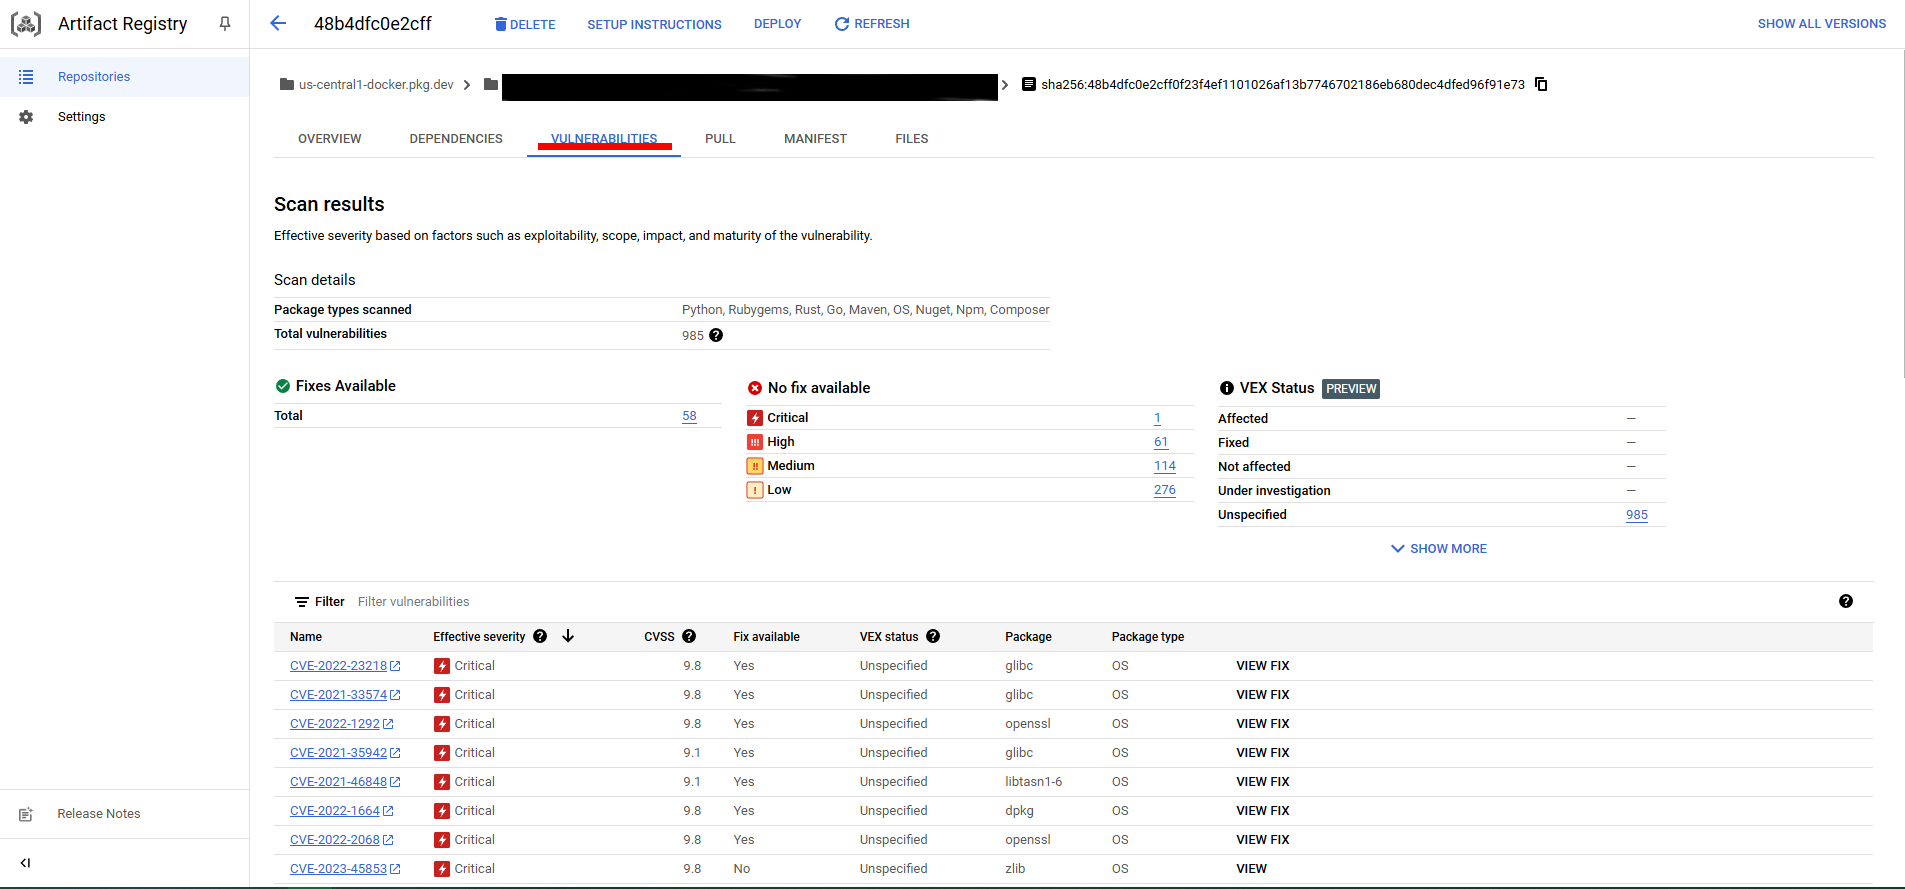 Artifact Registry
48b4dfc0e2cff
DELETE
SETUP INSTRUCTIONS
DEPLOY
REFRESH
SHOW ALL VERSIONS
Repositories
Settings
us-central1-docker.pkg.dev
sha256:48b4dfc0e2cff0f23f4ef1101026af13b7746702186eb680dec4dfed96f91e73
OVERVIEW
DEPENDENCIES
VULNERABILITIES
PULL
MANIFEST
FILES
Scan results
Effective severity based on factors such as exploitability, scope, impact, and maturity of the vulnerability.
Scan details
Package types scanned Python, Rubygems, Rust, Go, Maven, OS, Nuget, Npm, Composer
Total vulnerabilities 985
Fixes Available
Total 58
No fix available
Critical 1
High 61
Medium 114
Low 276
VEX Status PREVIEW
Affected –
Fixed –
Not affected –
Under investigation –
Unspecified 985
SHOW MORE
Filter Filter vulnerabilities
Name Effective severity CVSS Fix available VEX status Package Package type
CVE-2022-23218 Critical 9.8 Yes Unspecified glibc OS VIEW FIX
CVE-2021-33574 Critical 9.8 Yes Unspecified glibc OS VIEW FIX
CVE-2022-1292 Critical 9.8 Yes Unspecified openssl OS VIEW FIX
CVE-2021-35942 Critical 9.1 Yes Unspecified glibc OS VIEW FIX
CVE-2021-46848 Critical 9.1 Yes Unspecified libtasn1-6 OS VIEW FIX
CVE-2022-1664 Critical 9.8 Yes Unspecified dpkg OS VIEW FIX
CVE-2022-2068 Critical 9.8 Yes Unspecified openssl OS VIEW FIX
CVE-2023-45853 Critical 9.8 No Unspecified zlib OS VIEW
Release Notes